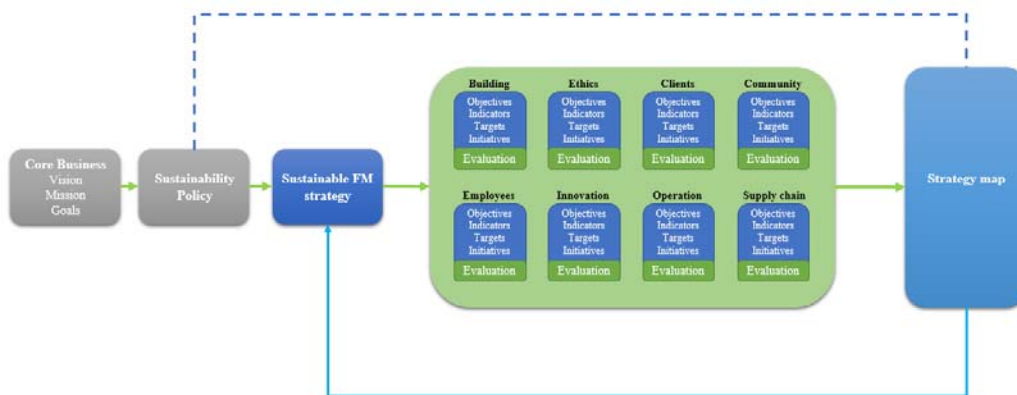 Building
Objectives
Indicators
Targets
Initiatives
Evaluation
Ethics
Objectives
Indicators
Targets
Initiatives
Evaluation
Clients
Objectives
Indicators
Targets
Initiatives
Evaluation
Community
Objectives
Indicators
Targets
Initiatives
Evaluation
Core Business
Vision
Misson
Goals
Sustainability
Policy
Sustainable FM
strategy
Strategy map
Employees
Objectives
Indicators
Targets
Initiatives
Evaluation
Innovation
Objectives
Indicators
Targets
Initiatives
Evaluation
Operation
Objectives
Indicators
Targets
Initiatives
Evaluation
Supply chain
Objectives
Indicators
Targets
Initiatives
Evaluation